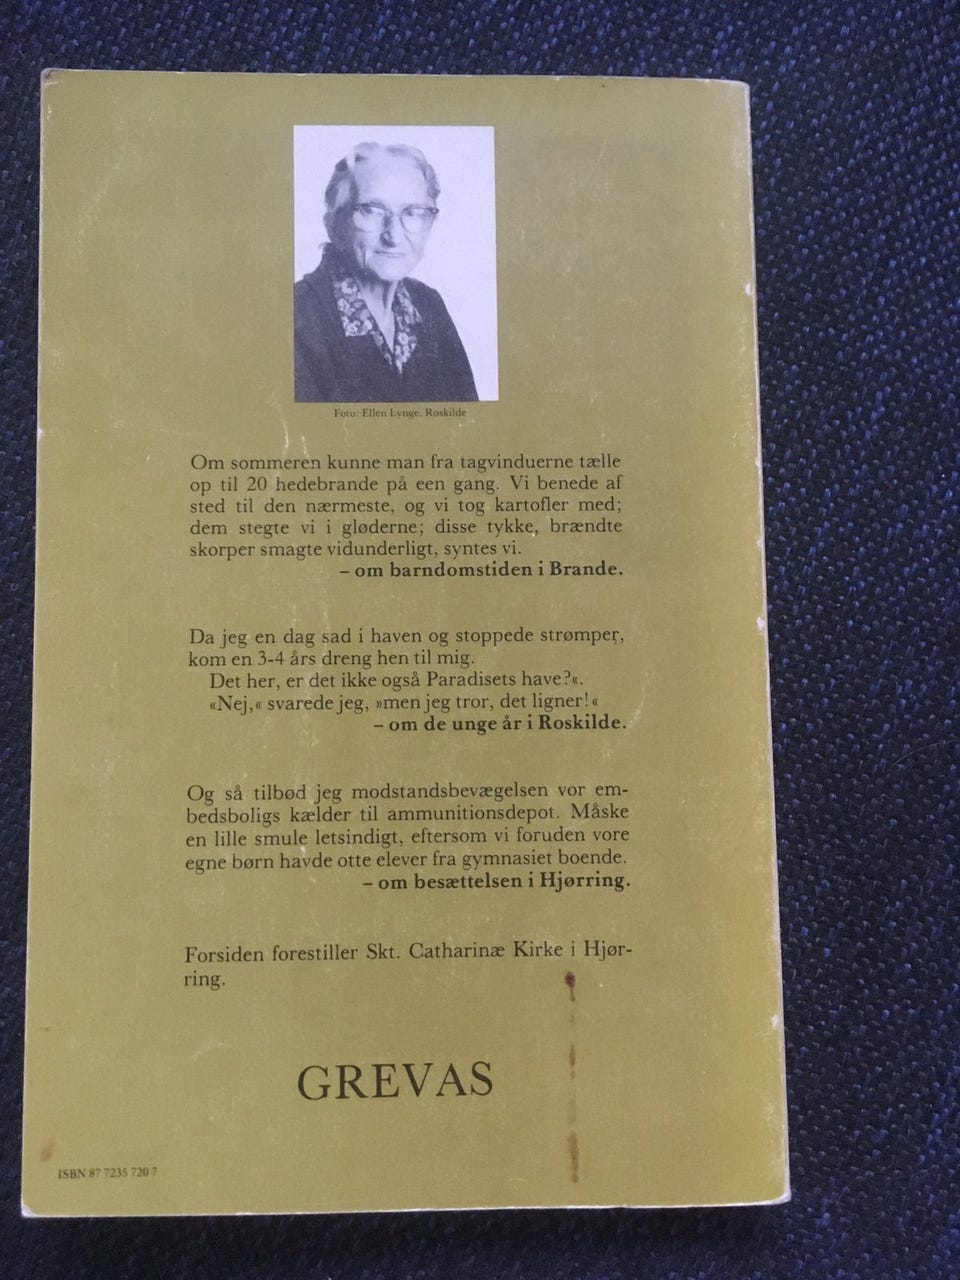 Foto: Ellen Lynge, Roskilde
Om sommeren kunne man fra tagvinduerne tælle
op til 20 hedebrande på een gang. Vi benede af
sted til den nærmeste, og vi tog kartofler med;
dem stegte vi i gløderne; disse tykke, brændte
skorper smagte vidunderligt, syntes vi.
– om barndomstiden i Brande.
Da jeg en dag sad i haven og stoppede strømper,
kom en 3-4 års dreng hen til mig.
Det her, er det ikke også Paradisets have?«.
«Nej,« svarede jeg, »men jeg tror, det ligner!«
– om de unge år i Roskilde.
Og så tilbød jeg modstandsbevægelsen vor em-
bedsboligs kælder til ammunitionsdepot. Måske
en lille smule letsindigt, eftersom vi foruden vore
egne børn havde otte elever fra gymnasiet boende.
– om besættelsen i Hjørring.
Forsiden forestiller Skt. Catharinæ Kirke i Hjør-
ring.
GREVAS
ISBN 87 7235 720 7